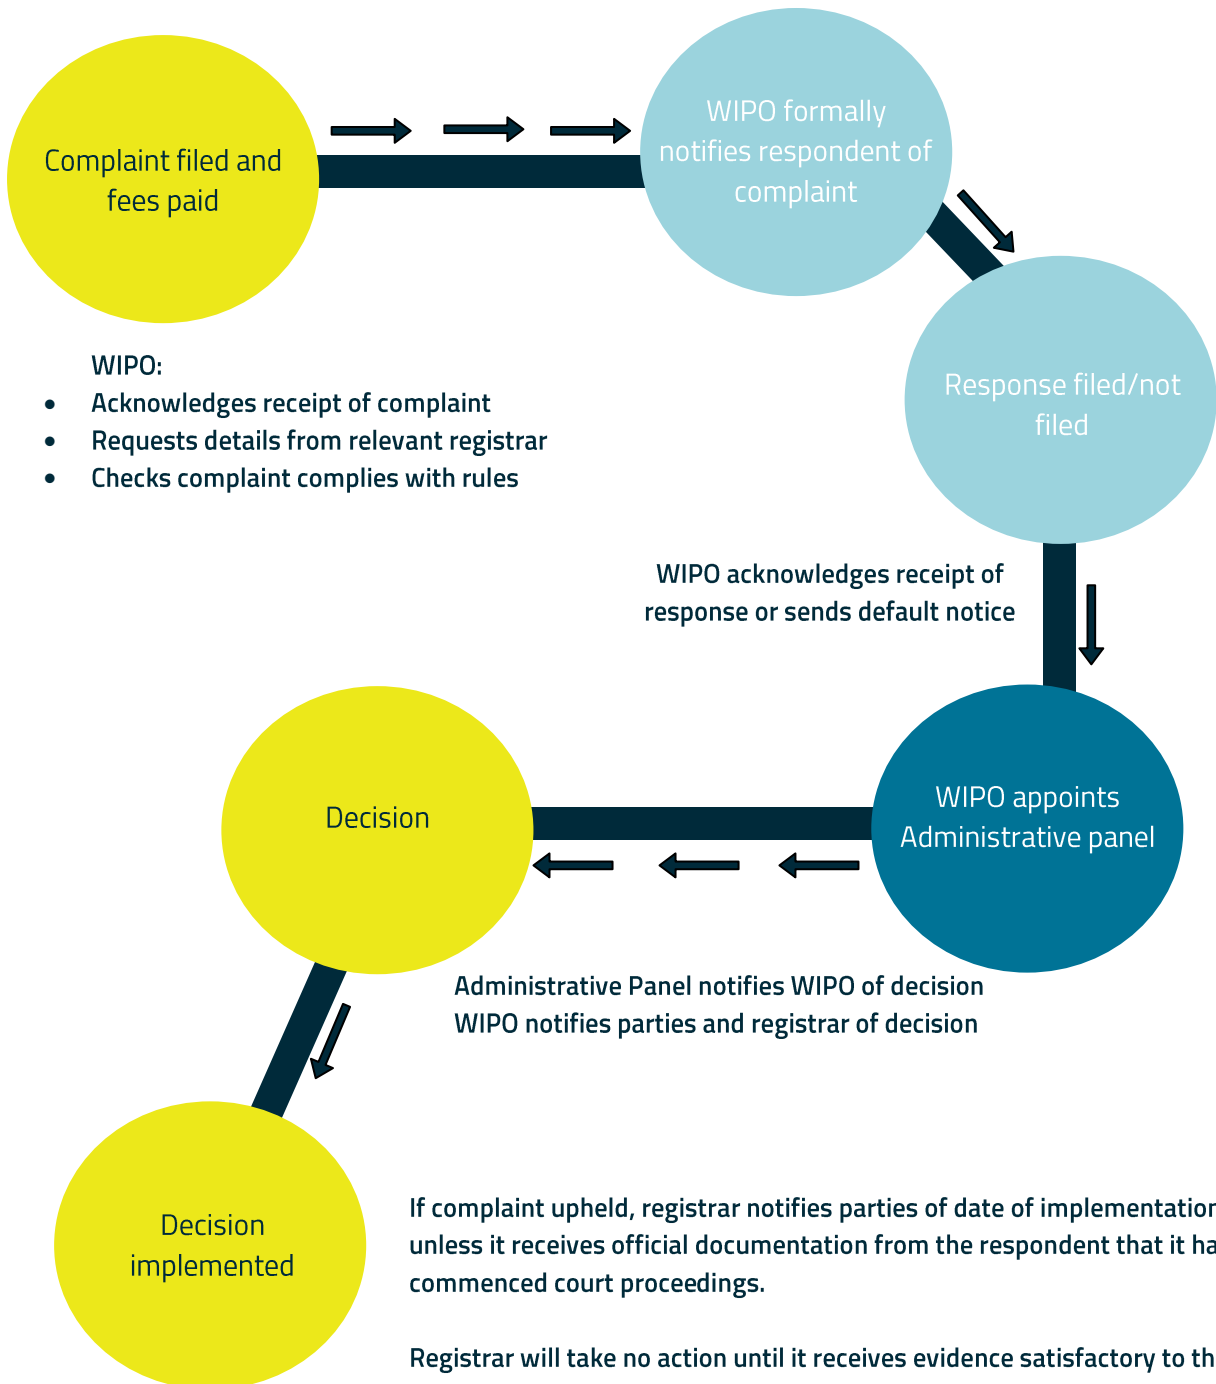 Complaint filed and
fees paid
WIPO formally
notifies respondent of
complaint
WIPO:
• Acknowledges receipt of complaint
• Requests details from relevant registrar
• Checks complaint complies with rules
Response filed/not
filed
WIPO acknowledges receipt of
response or sends default notice
WIPO appoints
Administrative panel
Decision
Administrative Panel notifies WIPO of decision
WIPO notifies parties and registrar of decision
Decision
implemented
If complaint upheld, registrar notifies parties of date of implementation
unless it receives official documentation from the respondent that it
commenced court proceedings.
Registrar will take no action until it receives evidence satisfactory to